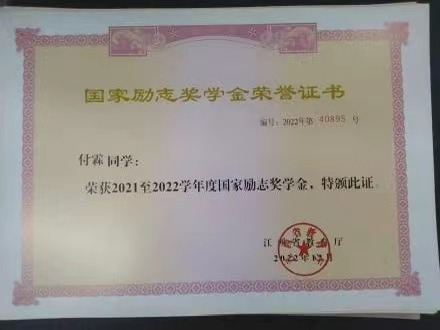 国家励志奖学金荣誉证书
编号：2022年第 40895 号
付霖 同学：
荣获2021至2022学年度国家励志奖学金，特颁此证。